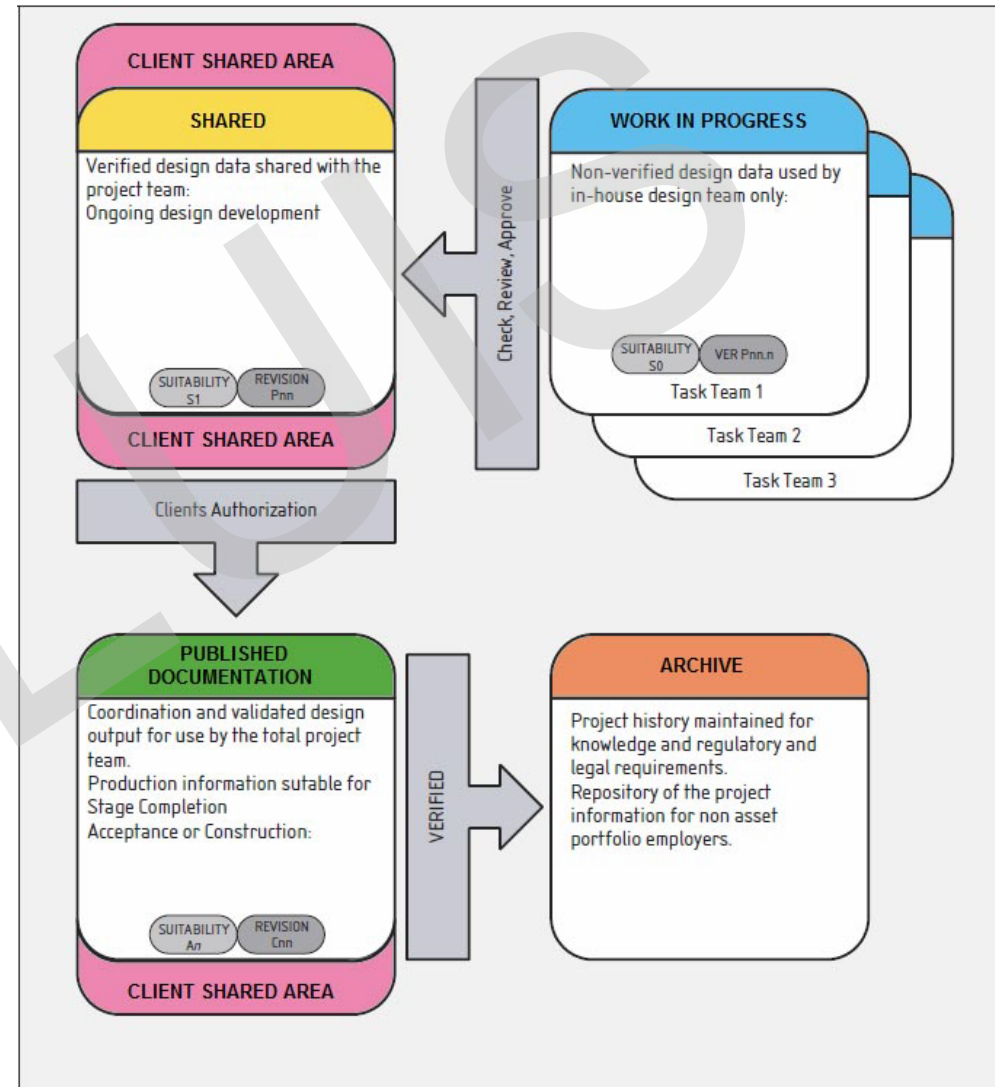 CLIENT SHARED AREA
SHARED
Verified design data shared with the
project team:
Ongoing design development
SUITABILITY
S1
REVISION
Pnn
CLIENT SHARED AREA
Check, Review, Approve
WORK IN PROGRESS
Non-verified design data used by
in-house design team only:
SUITABILITY
S0
VER Pnn.n
Task Team 1
Task Team 2
Task Team 3
Clients Authorization
PUBLISHED
DOCUMENTATION
Coordination and validated design
output for use by the total project
team.
Production information sutable for
Stage Completion
Acceptance or Construction:
SUITABILITY
An
REVISION
Cnn
CLIENT SHARED AREA
VERIFIED
ARCHIVE
Project history maintained for
knowledge and regulatory and
legal requirements.
Repository of the project
information for non asset
portfolio employers.
LUIS